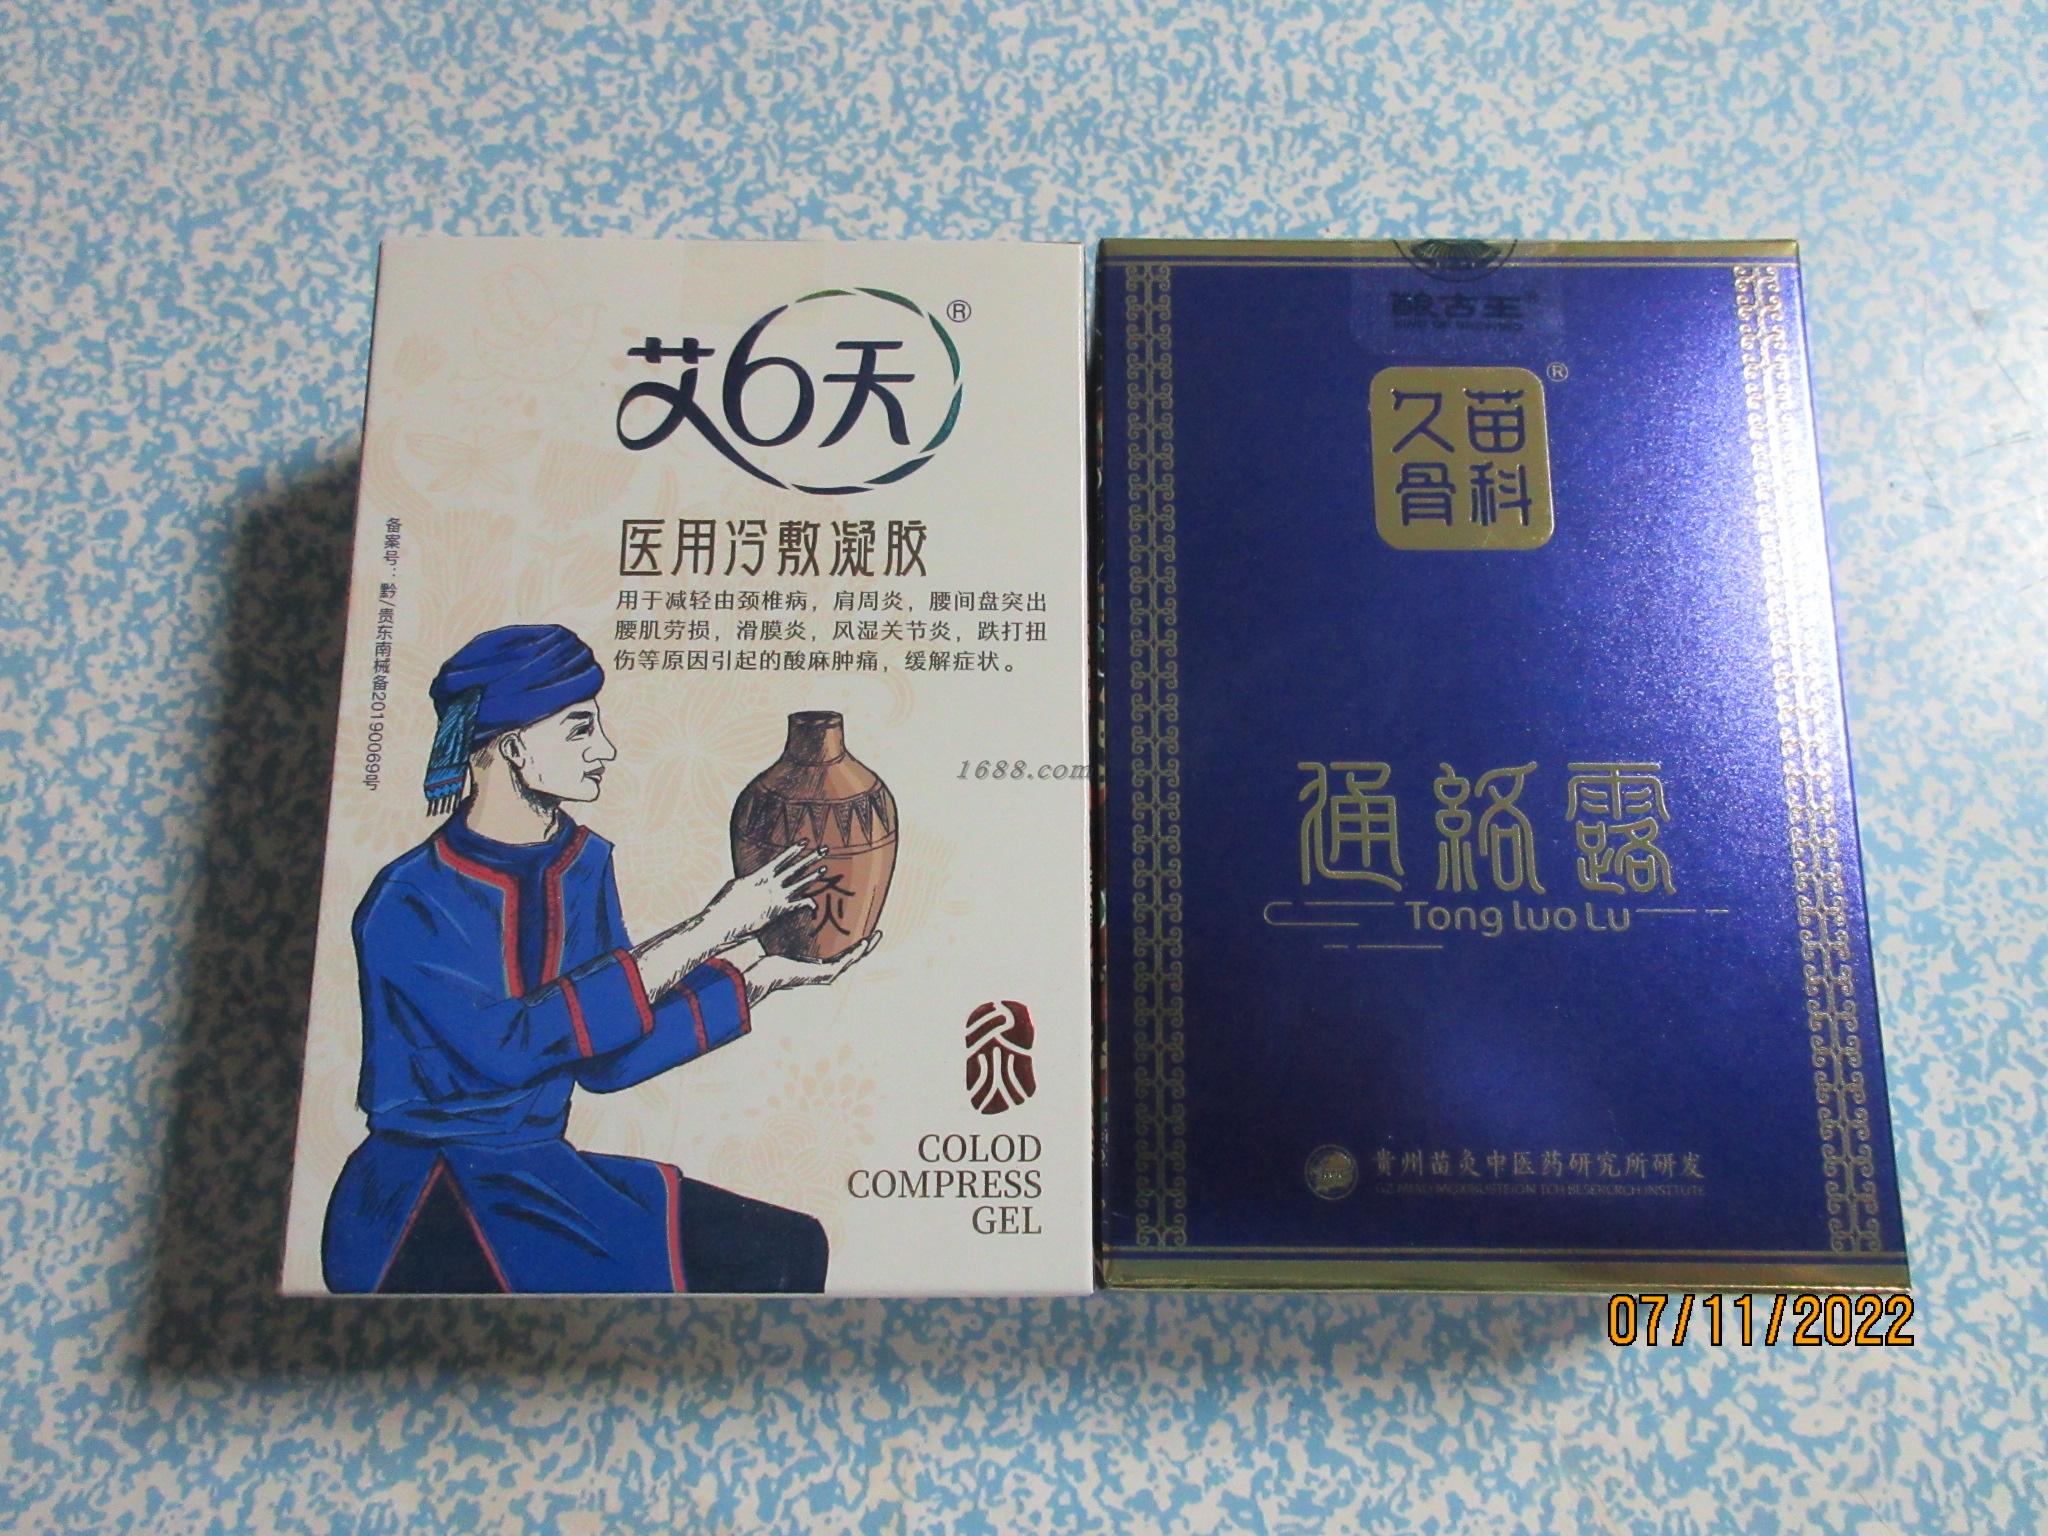 艾6天®
医用冷敷凝胶
用于减轻由颈椎病，肩周炎，腰间盘突出
腰肌劳损，滑膜炎，风湿关节炎，跌打扭
伤等原因引起的酸麻肿痛，缓解症状。
备案号：黔/贵东南械备20190069号
灸
1688.com
灸
COLOD
COMPRESS
GEL
酿古王®
久苗®
骨科
通络露
Tong Luo Lu
贵州苗灸中医药研究所研发
07/11/2022